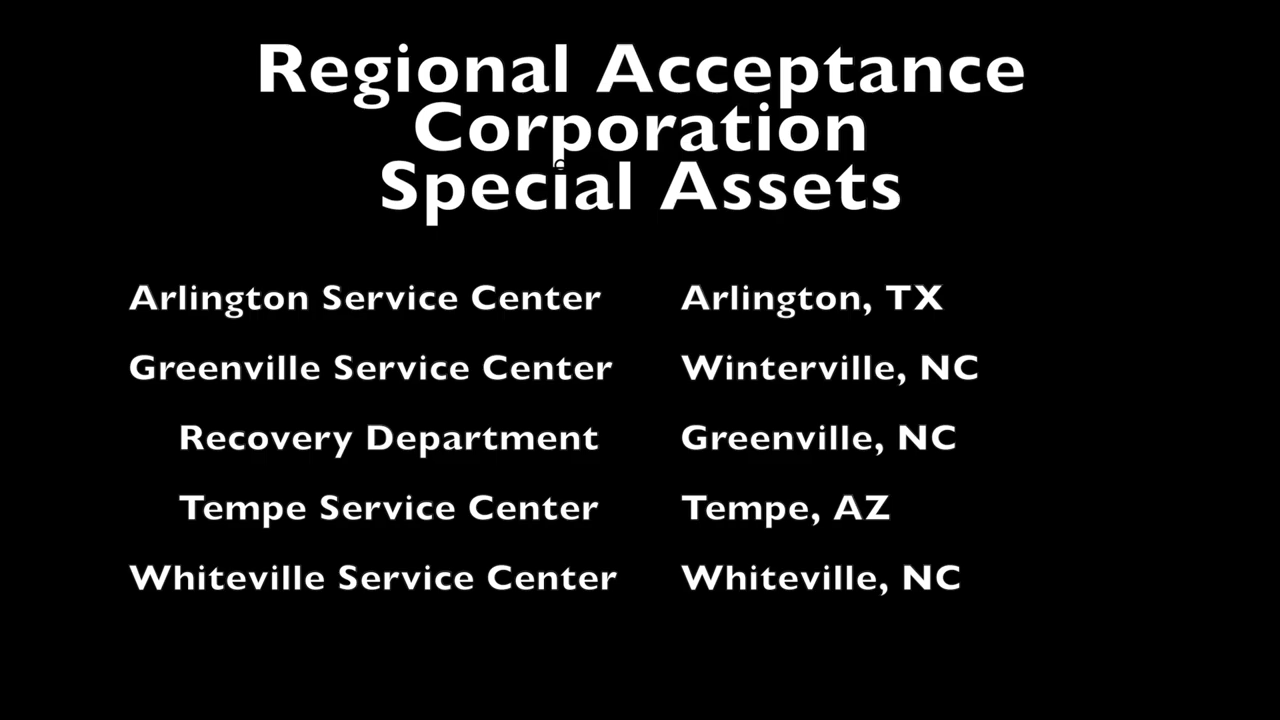 Regional Acceptance
Corporation
Special Assets
Arlington Service Center Arlington, TX
Greenville Service Center Winterville, NC
Recovery Department Greenville, NC
Tempe Service Center Tempe, AZ
Whiteville Service Center Whiteville, NC